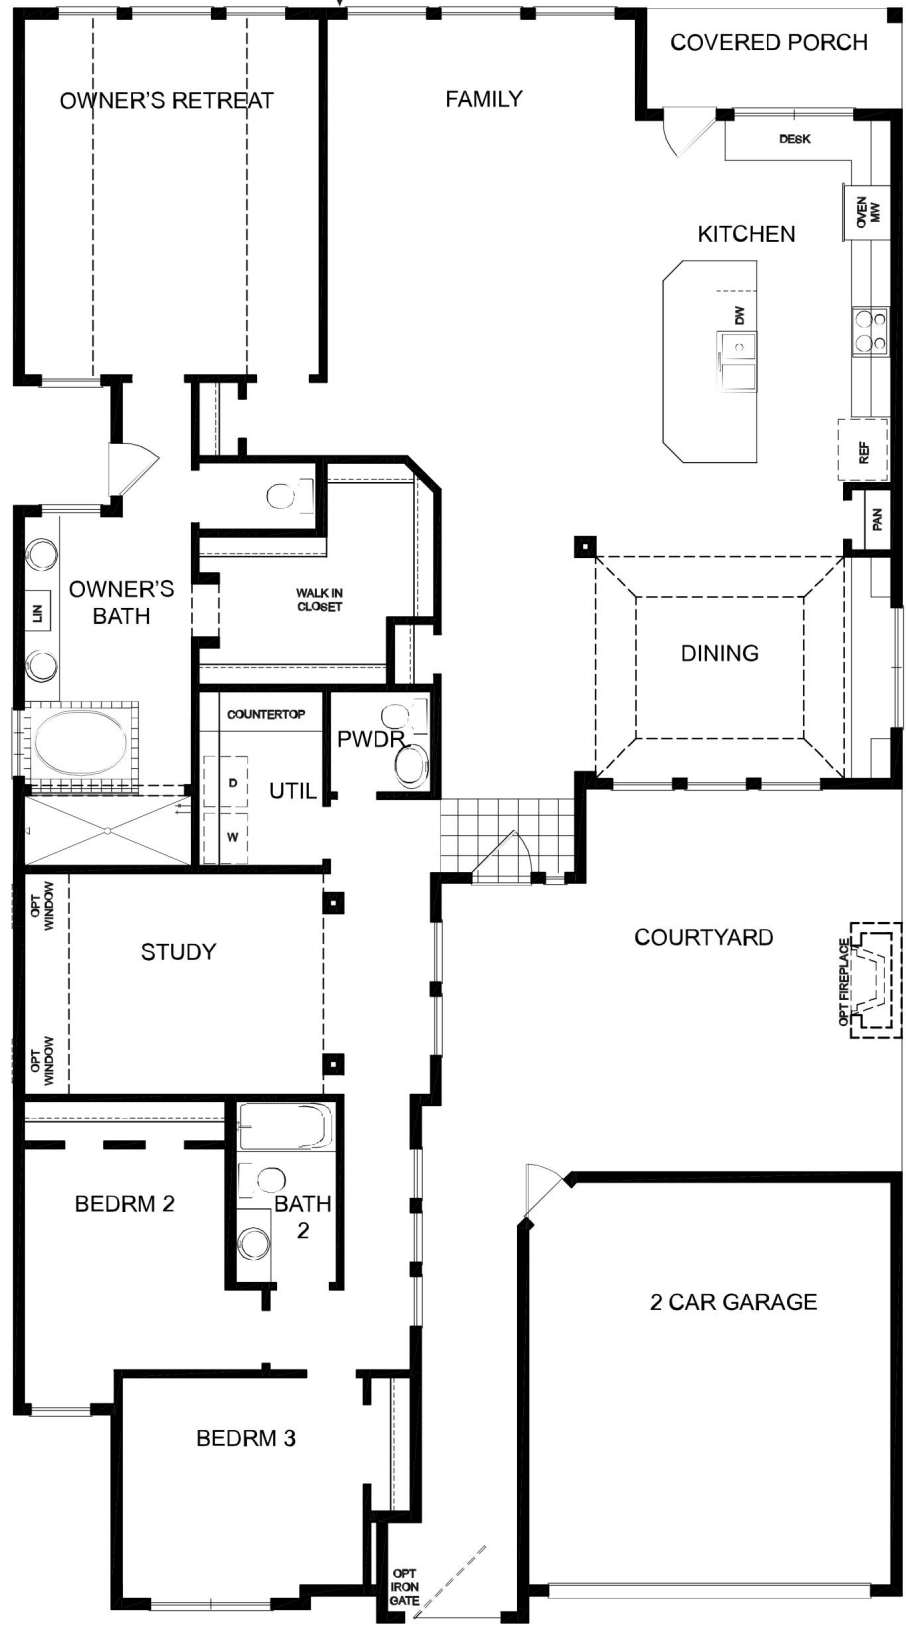 COVERED PORCH
OWNER'S RETREAT
FAMILY
DESK
OVEN
MW
KITCHEN
DW
REF
PAN
OWNER'S
BATH
LIN
WALK IN
CLOSET
DINING
COUNTERTOP
PWDR
D
UTIL
W
OPT
WINDOW
STUDY
COURTYARD
OPT FIREPLACE
OPT
WINDOW
BEDRM 2
BATH
2
2 CAR GARAGE
BEDRM 3
OPT
IRON
GATE